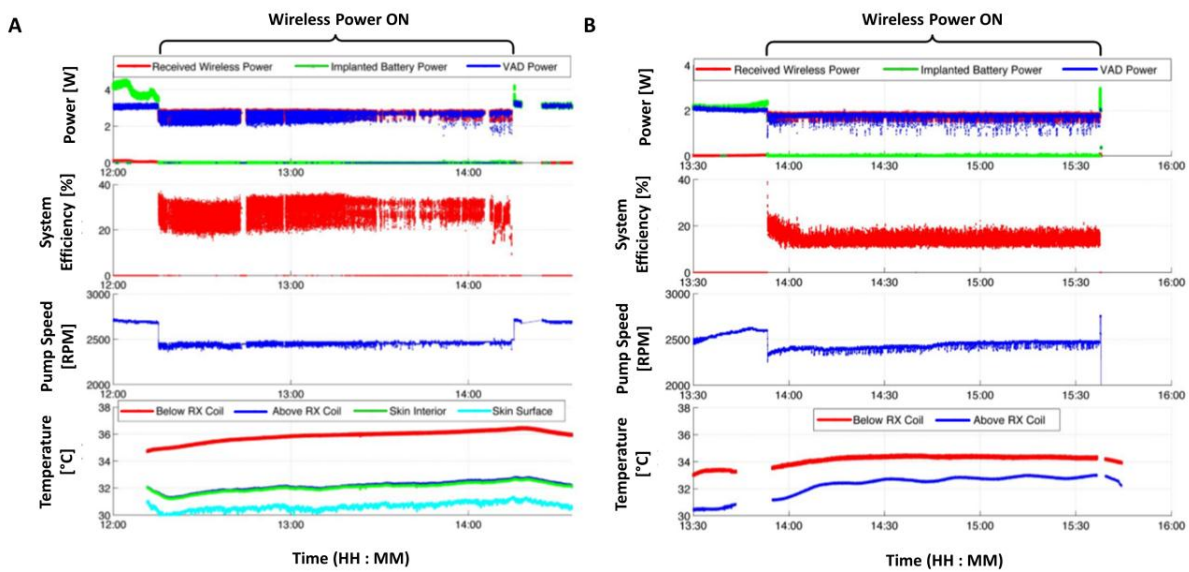 A
Wireless Power ON
Received Wireless Power Implanted Battery Power VAD Power
Power [W]
4
2
0
12:00 13:00 14:00
System
Efficiency [%]
40
20
0
12:00 13:00 14:00
Pump Speed
[RPM]
3000
2500
2000
12:00 13:00 14:00
Below RX Coil Above RX Coil Skin Interior Skin Surface
Temperature
[°C]
38
36
34
32
30
12:00 13:00 14:00
Time (HH : MM)
B
Wireless Power ON
Received Wireless Power Implanted Battery Power VAD Power
Power [W]
4
2
0
13:30 14:00 14:30 15:00 15:30 16:00
System
Efficiency [%]
40
20
0
13:30 14:00 14:30 15:00 15:30 16:00
Pump Speed
[RPM]
3000
2500
2000
13:30 14:00 14:30 15:00 15:30 16:00
Below RX Coil Above RX Coil
Temperature
[°C]
38
36
34
32
30
13:30 14:00 14:30 15:00 15:30 16:00
Time (HH : MM)